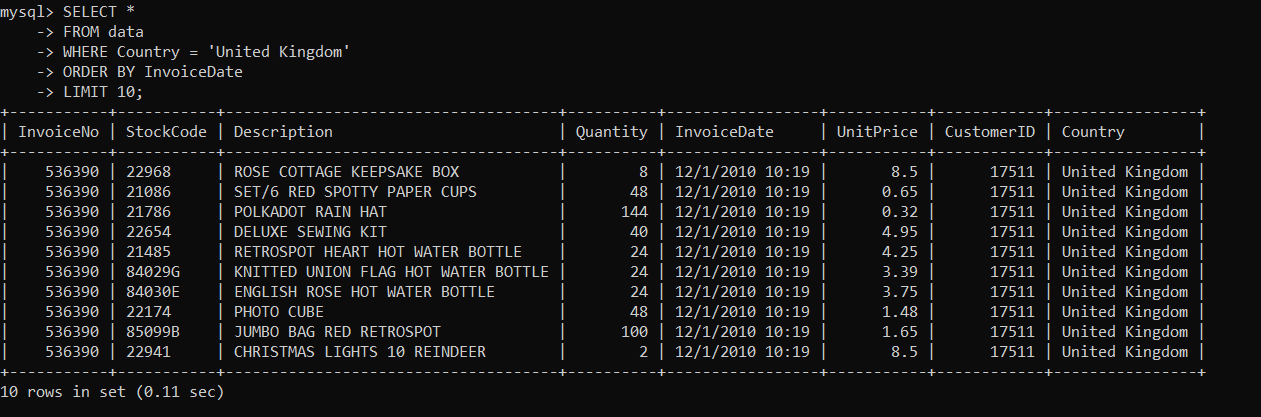 mysql> SELECT *
    -> FROM data
    -> WHERE Country = 'United Kingdom'
    -> ORDER BY InvoiceDate
    -> LIMIT 10;
+-----------+-----------+-------------------------------------+----------+------------------+-----------+------------+----------------+
| InvoiceNo | StockCode | Description                         | Quantity | InvoiceDate      | UnitPrice | CustomerID | Country        |
+-----------+-----------+-------------------------------------+----------+------------------+-----------+------------+----------------+
|    536390 | 22968     | ROSE COTTAGE KEEPSAKE BOX           |        8 | 12/1/2010 10:19 |       8.5 |      17511 | United Kingdom |
|    536390 | 21086     | SET/6 RED SPOTTY PAPER CUPS         |       48 | 12/1/2010 10:19 |      0.65 |      17511 | United Kingdom |
|    536390 | 21786     | POLKADOT RAIN HAT                   |      144 | 12/1/2010 10:19 |      0.32 |      17511 | United Kingdom |
|    536390 | 22654     | DELUXE SEWING KIT                   |       40 | 12/1/2010 10:19 |      4.95 |      17511 | United Kingdom |
|    536390 | 21485     | RETROSPOT HEART HOT WATER BOTTLE    |       24 | 12/1/2010 10:19 |      4.25 |      17511 | United Kingdom |
|    536390 | 84029G    | KNITTED UNION FLAG HOT WATER BOTTLE |       24 | 12/1/2010 10:19 |      3.39 |      17511 | United Kingdom |
|    536390 | 84030E    | ENGLISH ROSE HOT WATER BOTTLE       |       24 | 12/1/2010 10:19 |      3.75 |      17511 | United Kingdom |
|    536390 | 22174     | PHOTO CUBE                          |       48 | 12/1/2010 10:19 |      1.48 |      17511 | United Kingdom |
|    536390 | 85099B    | JUMBO BAG RED RETROSPOT             |      100 | 12/1/2010 10:19 |      1.65 |      17511 | United Kingdom |
|    536390 | 22941     | CHRISTMAS LIGHTS 10 REINDEER        |        2 | 12/1/2010 10:19 |       8.5 |      17511 | United Kingdom |
+-----------+-----------+-------------------------------------+----------+------------------+-----------+------------+----------------+
10 rows in set (0.11 sec)